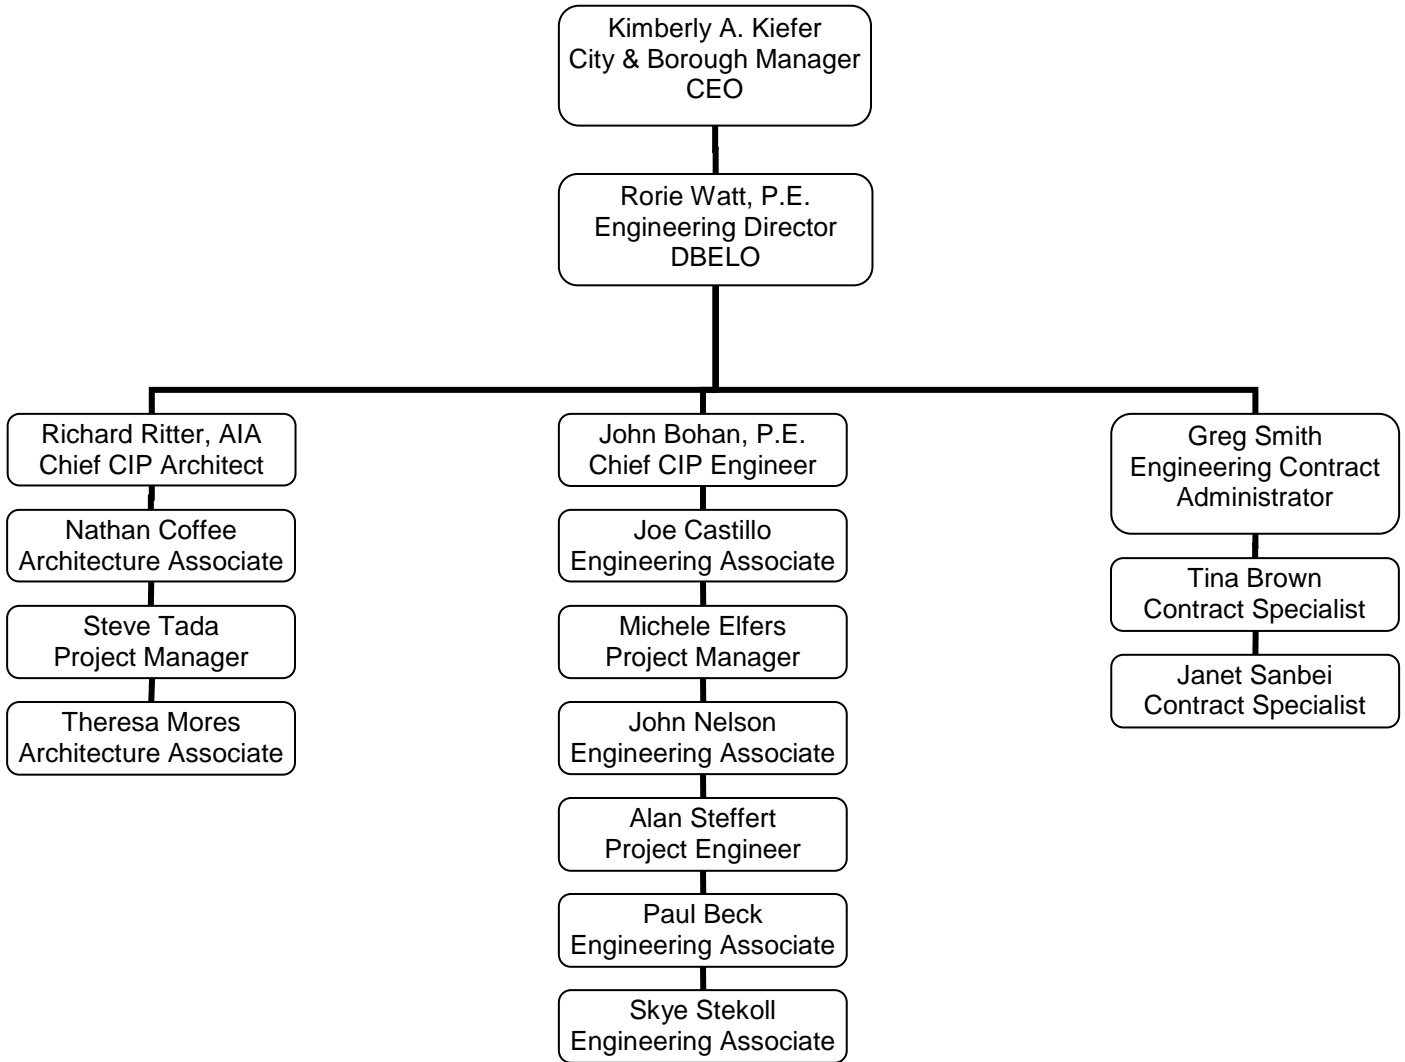 Kimberly A. Kiefer
City & Borough Manager
CEO
Rorie Watt, P.E.
Engineering Director
DBELO
Richard Ritter, AIA
Chief CIP Architect
Nathan Coffee
Architecture Associate
Steve Tada
Project Manager
Theresa Mores
Architecture Associate
John Bohan, P.E.
Chief CIP Engineer
Joe Castillo
Engineering Associate
Michele Elfers
Project Manager
John Nelson
Engineering Associate
Alan Steffert
Project Engineer
Paul Beck
Engineering Associate
Skye Stekoll
Engineering Associate
Greg Smith
Engineering Contract
Administrator
Tina Brown
Contract Specialist
Janet Sanbei
Contract Specialist